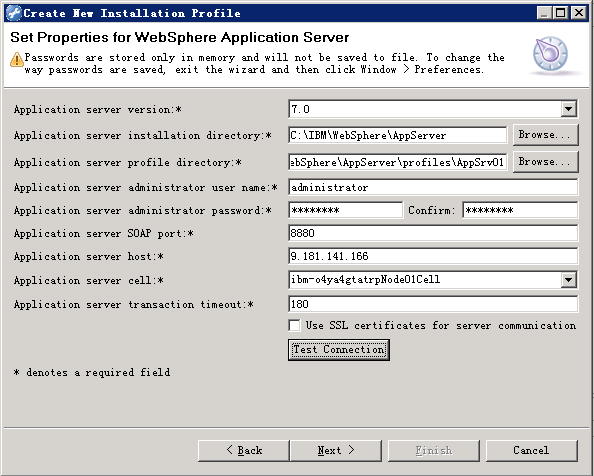 Create New Installation Profile
Set Properties for WebSphere Application Server
Passwords are stored only in memory and will not be saved to file. To change the
way passwords are saved, exit the wizard and then click Window > Preferences.
Application server version:* 7.0
Application server installation directory:* C:\IBM\WebSphere\AppServer Browse...
Application server profile directory:* ebSphere\AppServer\profiles\AppSrv01 Browse...
Application server administrator user name:* administrator
Application server administrator password:* ******** Confirm: ********
Application server SOAP port:* 8880
Application server host:* 9.181.141.166
Application server cell:* ibm-o4ya4gtatrpNode01Cell
Application server transaction timeout:* 180
Use SSL certificates for server communication
Test Connection
* denotes a required field
< Back Next > Finish Cancel